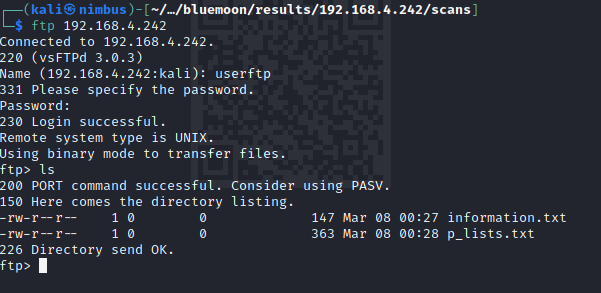 ┌──(kali㉿nimbus)-[~/…/bluemoon/results/192.168.4.242/scans]
└─$ ftp 192.168.4.242
Connected to 192.168.4.242.
220 (vsFTPd 3.0.3)
Name (192.168.4.242:kali): userftp
331 Please specify the password.
Password:
230 Login successful.
Remote system type is UNIX.
Using binary mode to transfer files.
ftp> ls
200 PORT command successful. Consider using PASV.
150 Here comes the directory listing.
-rw-r--r--    1 0        0             147 Mar 08 00:27 information.txt
-rw-r--r--    1 0        0             363 Mar 08 00:28 p_lists.txt
226 Directory send OK.
ftp>